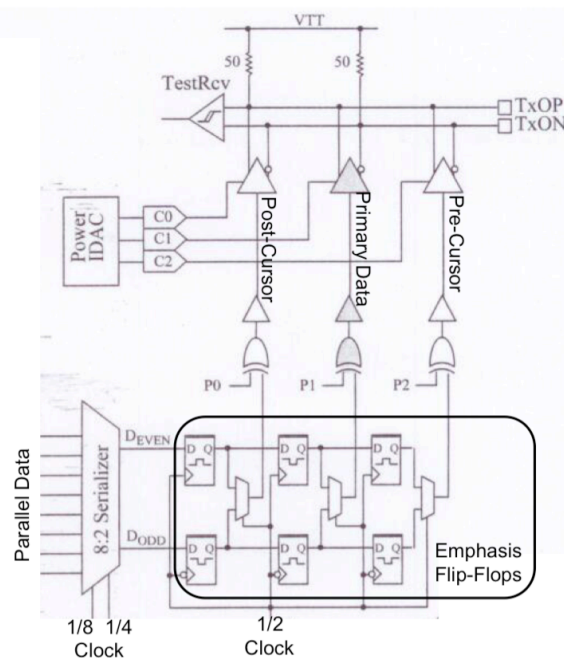 VTT
50
50
TestRcv
TxOP
TxON
Post-Cursor
Primary Data
Pre-Cursor
Power
IDAC
C0
C1
C2
P0
P1
P2
Parallel Data
8:2 Serializer
DEVEN
DODD
D Q
D Q
D Q
D Q
D Q
D Q
Emphasis
Flip-Flops
1/8
1/4
Clock
1/2
Clock